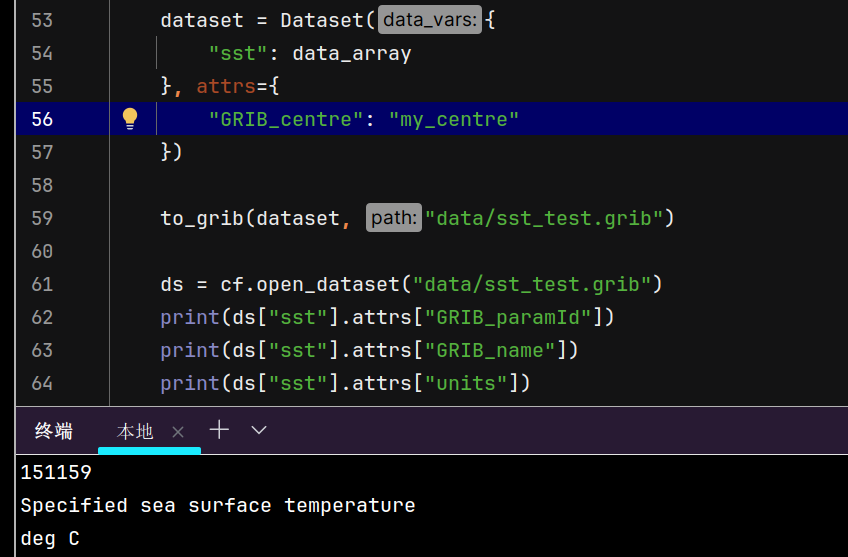 53 dataset = Dataset(data_vars:{
54 "sst": data_array
55 }, attrs={
56 "GRIB_centre": "my_centre"
57 })
58
59 to_grib(dataset, path: "data/sst_test.grib")
60
61 ds = cf.open_dataset("data/sst_test.grib")
62 print(ds["sst"].attrs["GRIB_paramId"])
63 print(ds["sst"].attrs["GRIB_name"])
64 print(ds["sst"].attrs["units"])
终端 本地 × + ∨
151159
Specified sea surface temperature
deg C